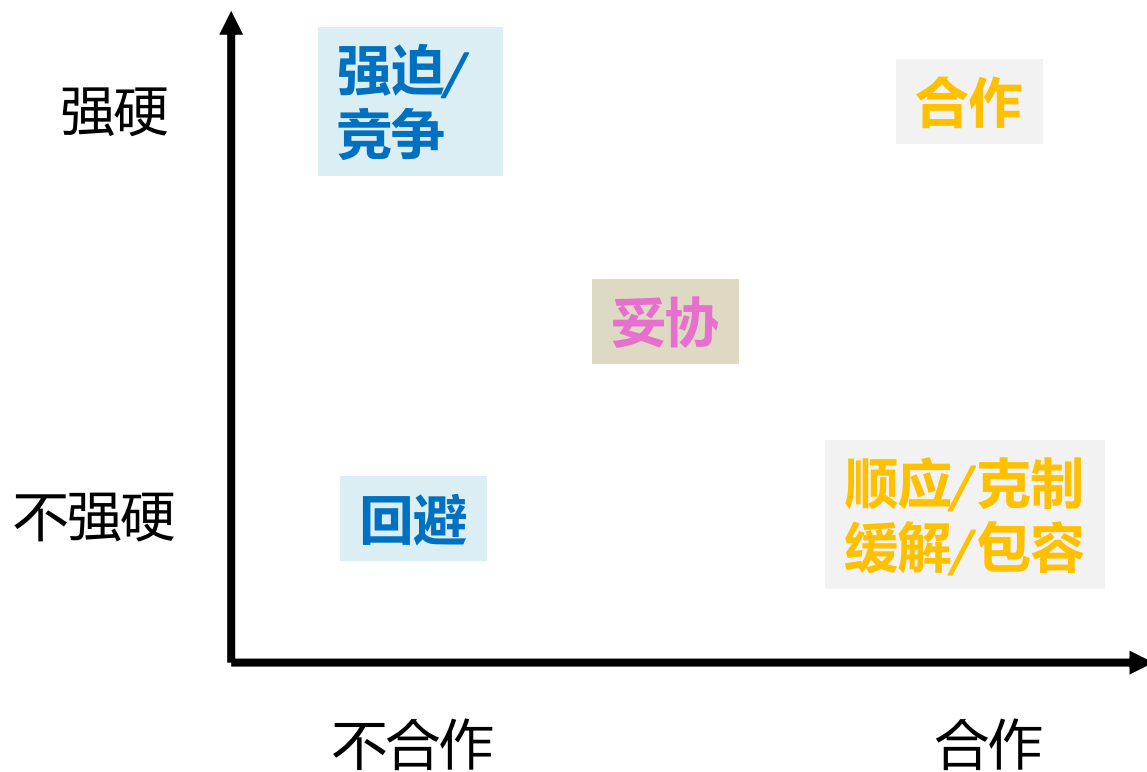 强硬
强迫/
竞争
合作
妥协
不强硬
回避
顺应/克制
缓解/包容
不合作
合作